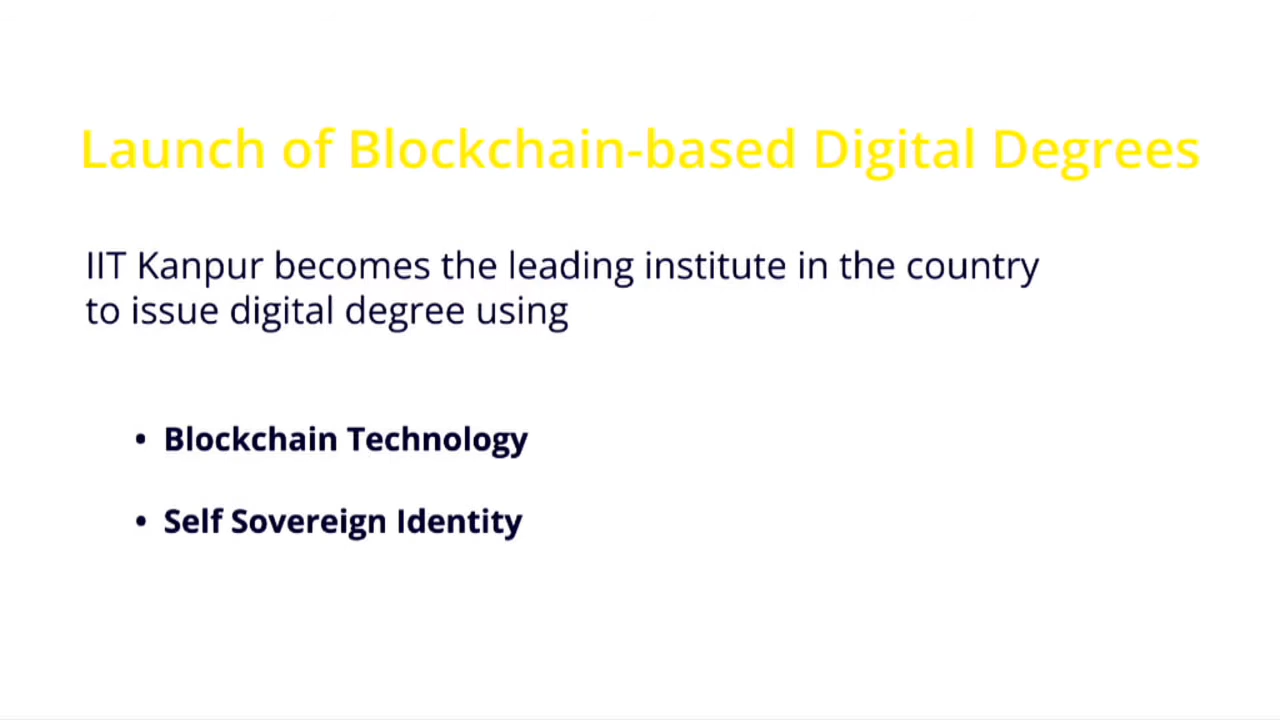 Launch of Blockchain-based Digital Degrees
IIT Kanpur becomes the leading institute in the country
to issue digital degree using
• Blockchain Technology
• Self Sovereign Identity